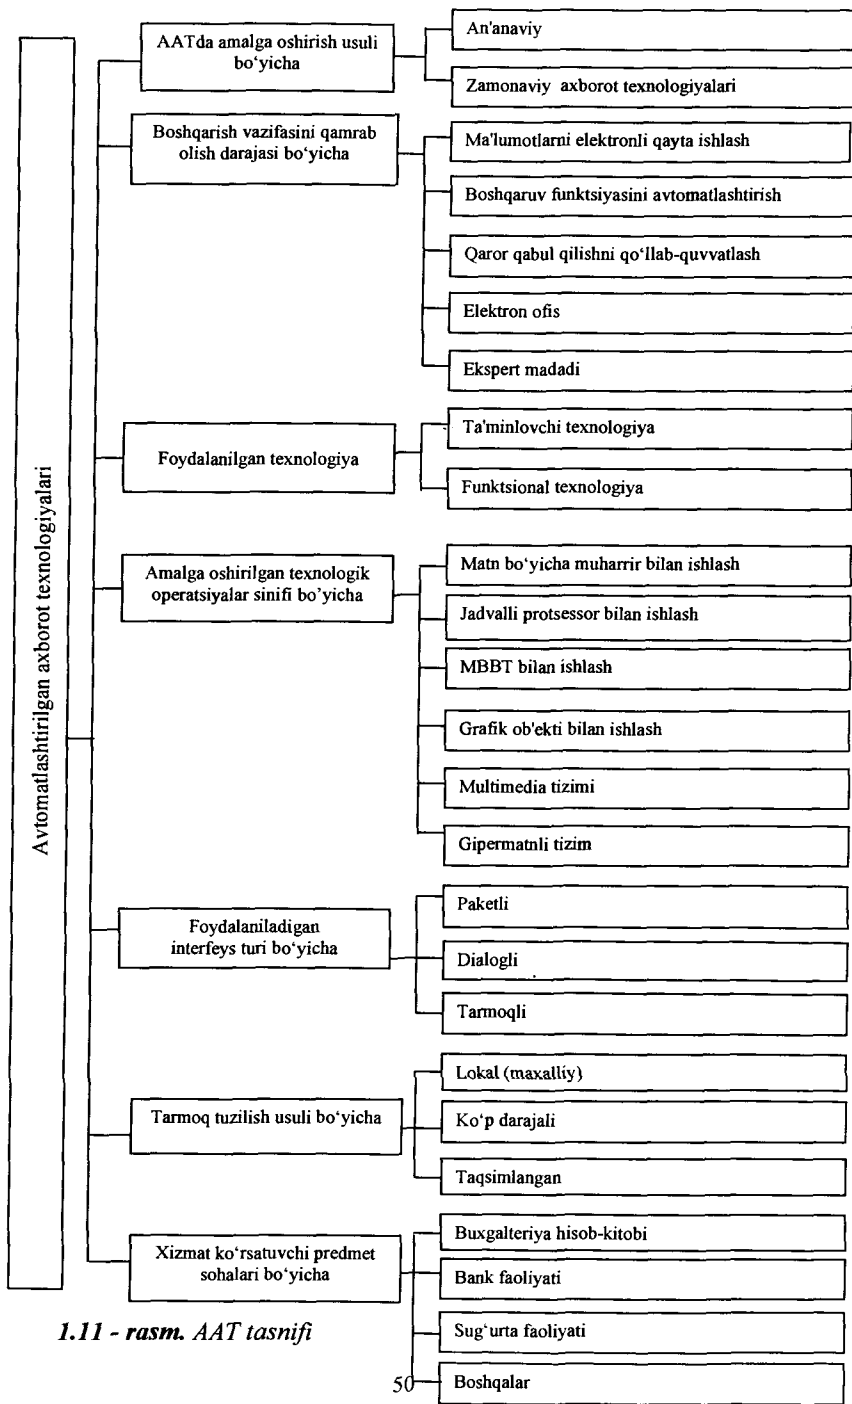 Avtomatlashtirilgan axborot texnologiyalari
AATda amalga oshirish usuli
bo‘yicha
An'anaviy
Zamonaviy axborot texnologiyalari
Boshqarish vazifasini qamrab
olish darajasi bo‘yicha
Ma'lumotlarni elektronli qayta ishlash
Boshqaruv funktsiyasini avtomatlashtirish
Qaror qabul qilishni qo‘llab-quvvatlash
Elektron ofis
Ekspert madadi
Foydalanilgan texnologiya
Ta'minlovchi texnologiya
Funktsional texnologiya
Amalga oshirilgan texnologik
operatsiyalar sinifi bo’yicha
Matn bo‘yicha muharrir bilan ishlash
Jadvalli protsessor bilan ishlash
MBBT bilan ishlash
Grafik ob'ekti bilan ishlash
Multimedia tizimi
Gipermatnli tizim
Foydalaniladigan
interfeys turi bo‘yicha
Paketli
Dialogli
Tarmoqli
Tarmoq tuzilish usuli bo‘yicha
Lokal (maxalliy)
Ko‘p darajali
Taqsimlangan
Xizmat ko‘rsatuvchi predmet
sohalari bo‘yicha
Buxgalteriya hisob-kitobi
Bank faoliyati
Sug‘urta faoliyati
Boshqalar
1.11 - rasm. AAT tasnifi
50